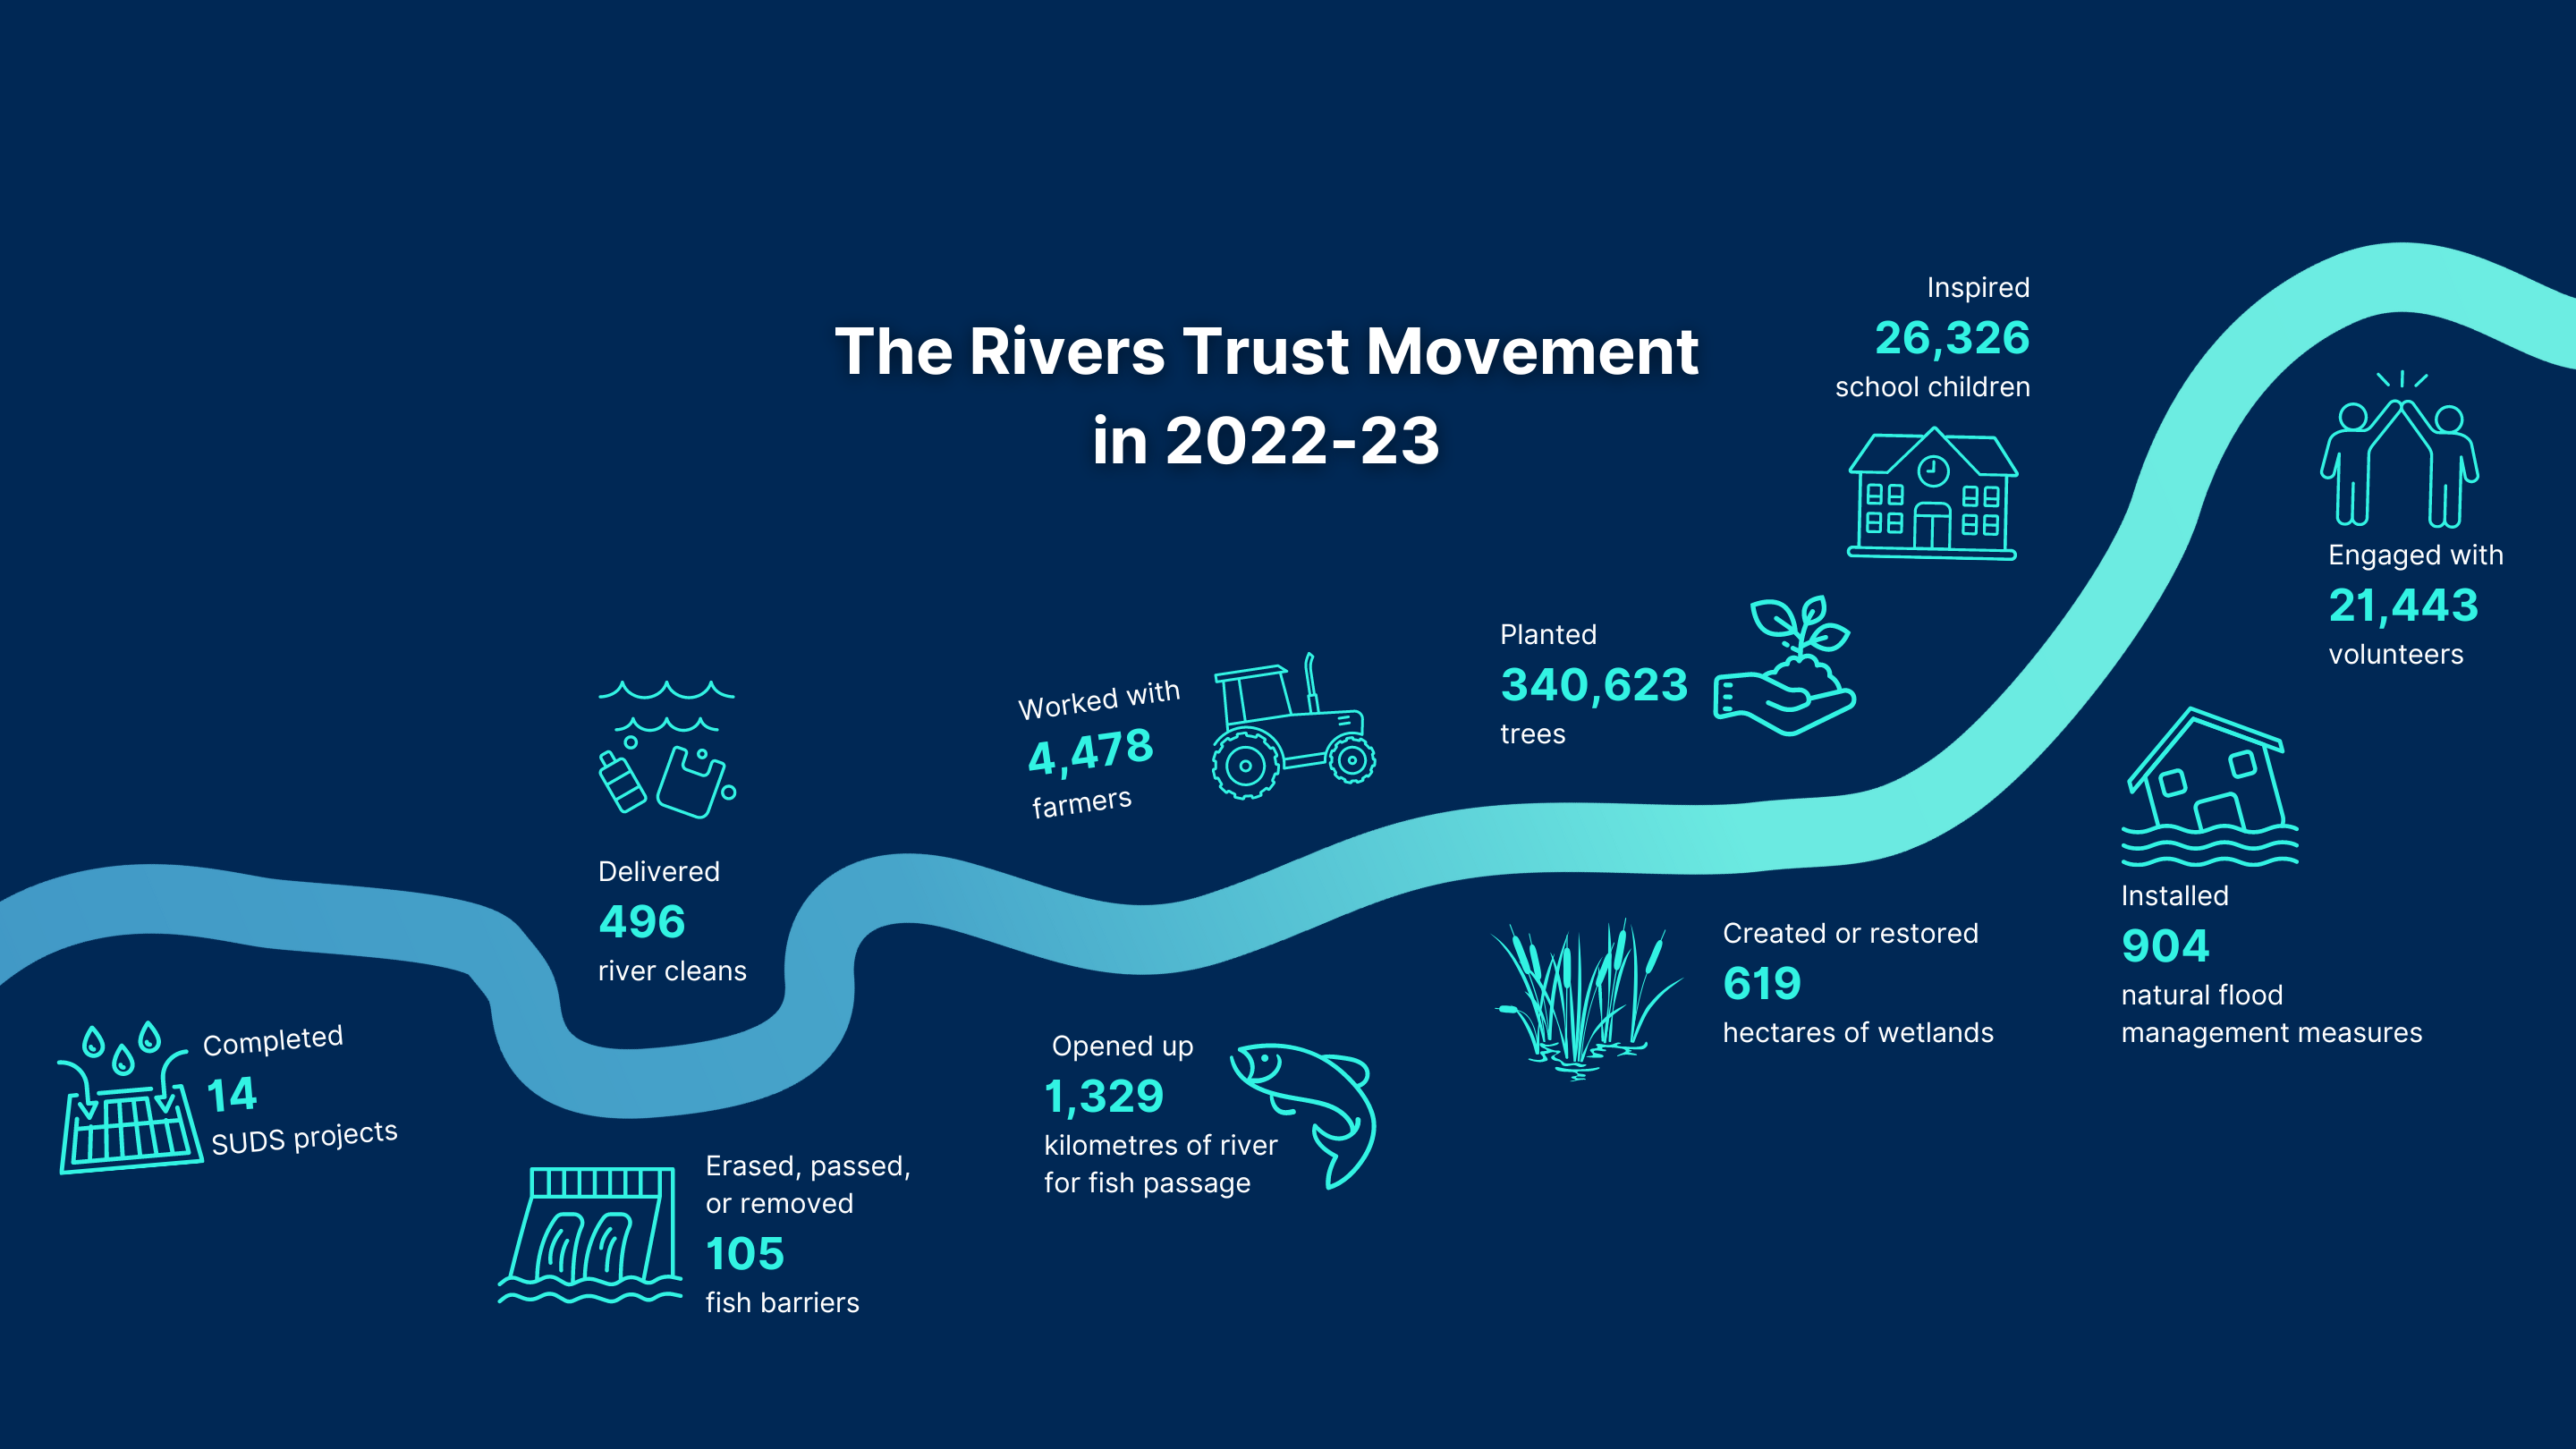 The Rivers Trust Movement
in 2022-23
Completed
14
SUDS projects
Delivered
496
river cleans
Erased, passed,
or removed
105
fish barriers
Worked with
4,478
farmers
Opened up
1,329
kilometres of river
for fish passage
Planted
340,623
trees
Created or restored
619
hectares of wetlands
Inspired
26,326
school children
Installed
904
natural flood
management measures
Engaged with
21,443
volunteers